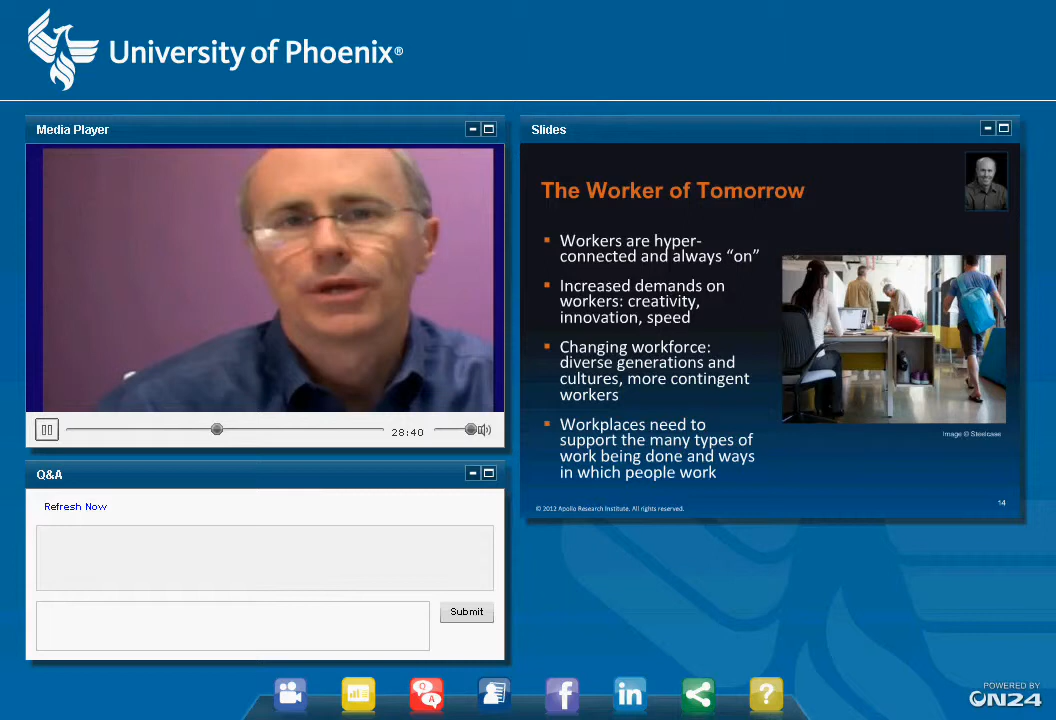 University of Phoenix®
Media Player
28:40
Q&A
Refresh Now
Submit
Slides
The Worker of Tomorrow
▪ Workers are hyper-
connected and always “on”
▪ Increased demands on
workers: creativity,
innovation, speed
▪ Changing workforce:
diverse generations and
cultures, more contingent
workers
▪ Workplaces need to
support the many types of
work being done and ways
in which people work
Image © Steelcase
© 2012 Apollo Research Institute. All rights reserved.
14
Q
A
f
in
?
POWERED BY
ON24